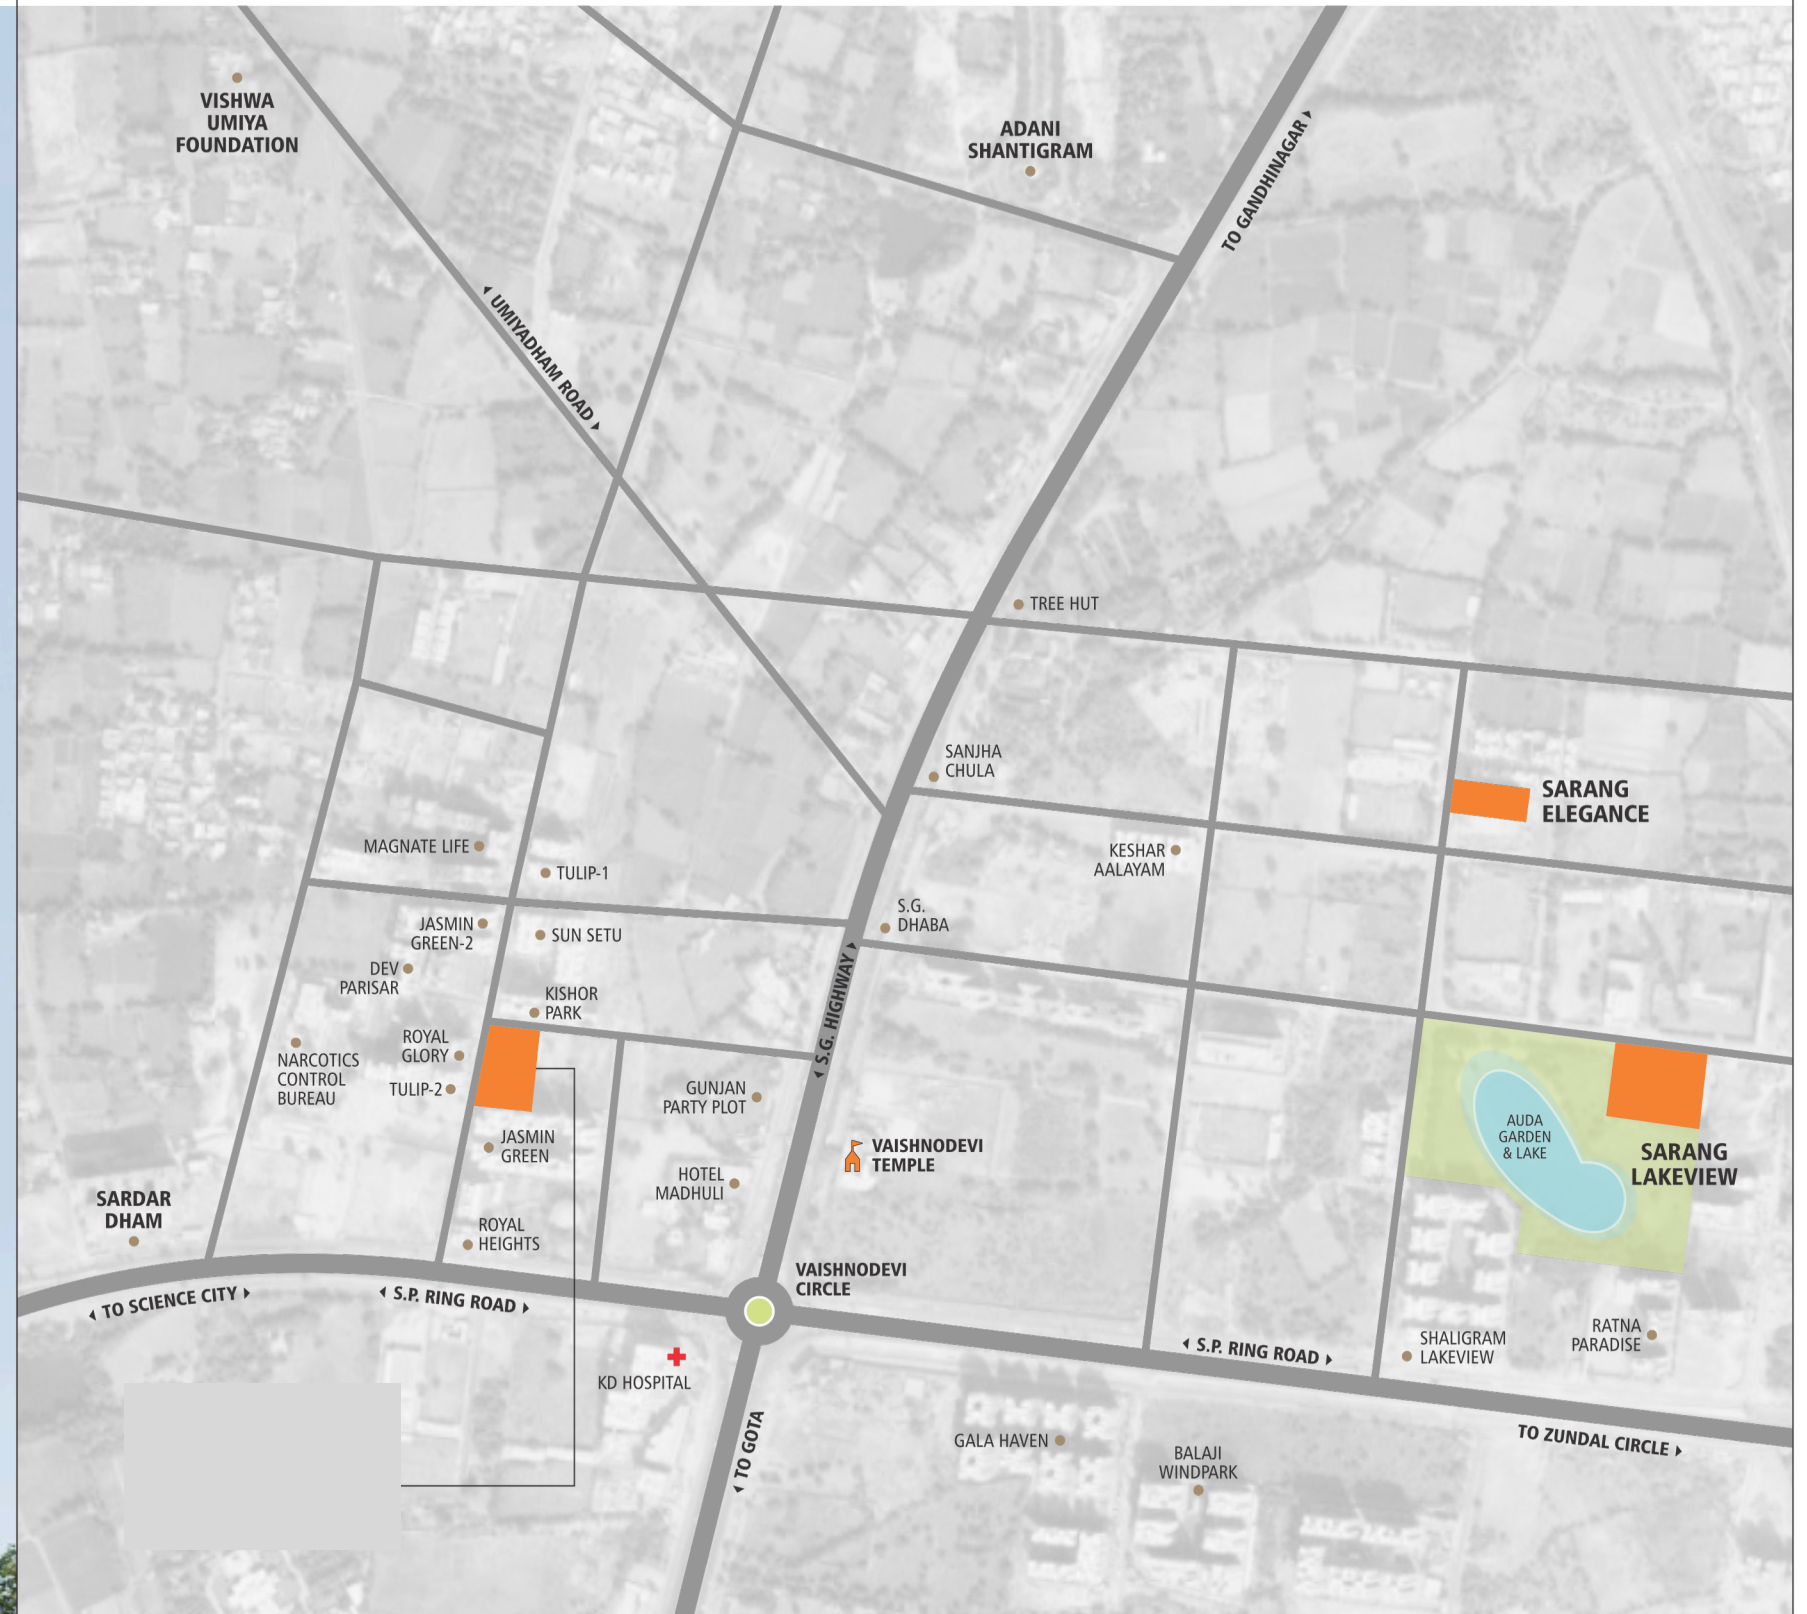 VISHWA
UMIYA
FOUNDATION
ADANI
SHANTIGRAM
TO GANDHINAGAR
UMIYADHAM ROAD
TREE HUT
SANJHA
CHULA
SARANG
ELEGANCE
MAGNATE LIFE
TULIP-1
KESHAR
AALAYAM
JASMIN
GREEN-2
SUN SETU
S.G.
DHABA
DEV
PARISAR
KISHOR
PARK
S.G. HIGHWAY
ROYAL
GLORY
NARCOTICS
CONTROL
BUREAU
TULIP-2
GUNJAN
PARTY PLOT
AUDA
GARDEN
& LAKE
JASMIN
GREEN
VAISHNODEVI
TEMPLE
SARANG
LAKEVIEW
HOTEL
MADHULI
SARDAR
DHAM
ROYAL
HEIGHTS
VAISHNODEVI
CIRCLE
TO SCIENCE CITY
S.P. RING ROAD
S.P. RING ROAD
SHALIGRAM
LAKEVIEW
RATNA
PARADISE
KD HOSPITAL
TO GOTA
GALA HAVEN
BALAJI
WINDPARK
TO ZUNDAL CIRCLE